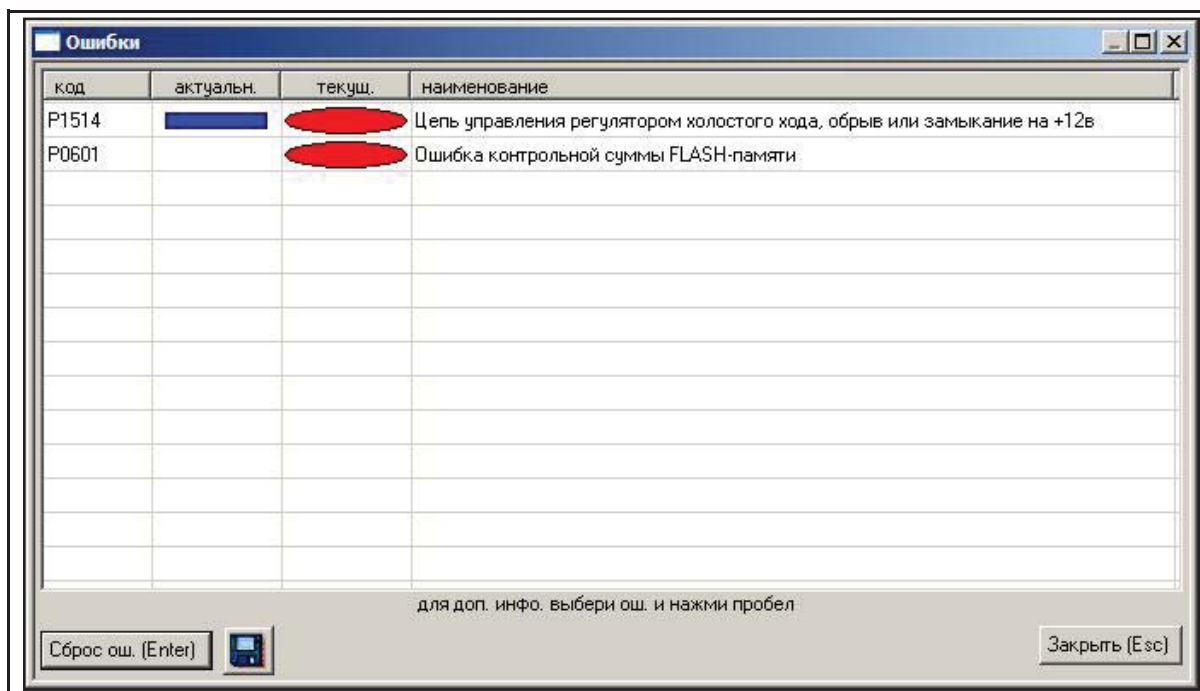 Ошибки
код актуальн. текущ. наименование
P1514 Цепь управления регулятором холостого хода, обрыв или замыкание на +12в
P0601 Ошибка контрольной суммы FLASH-памяти
для доп. инфо. выбери ош. и нажми пробел
Сброс ош. (Enter) Закрыть (Esc)